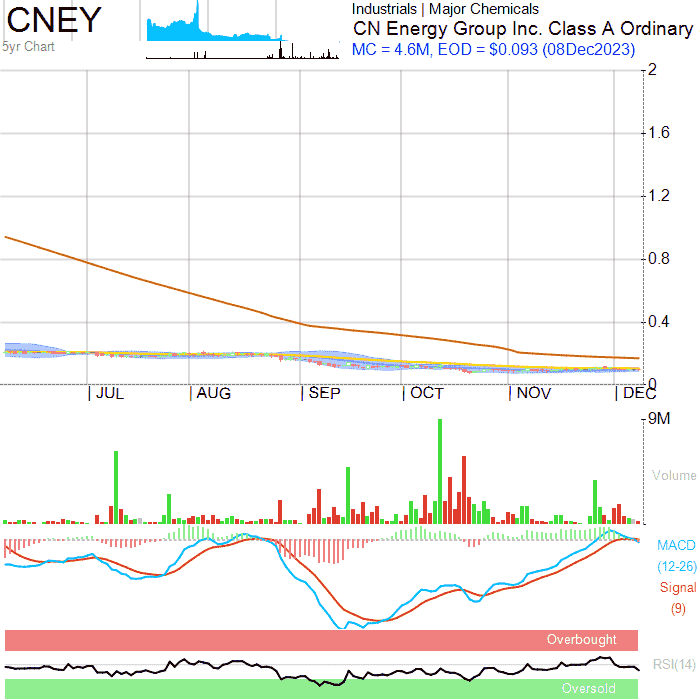 CNEY
5yr Chart
Industrials | Major Chemicals
CN Energy Group Inc. Class A Ordinary
MC = 4.6M, EOD = $0.093 (08Dec2023)
2
1.6
1.2
0.8
0.4
0
JUL
AUG
SEP
OCT
NOV
DEC
9M
Volume
MACD
(12-26)
Signal
(9)
Overbought
RSI(14)
Oversold